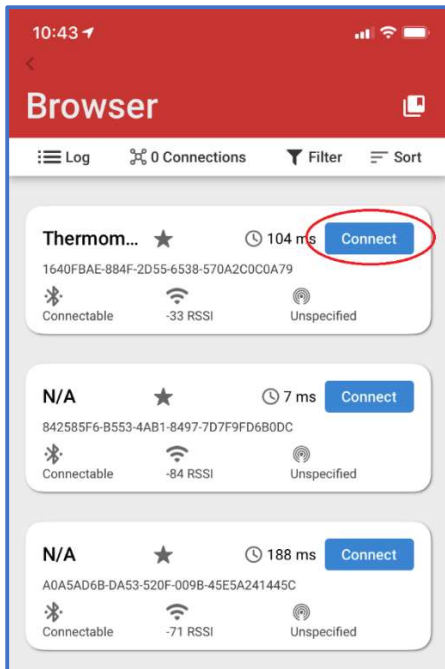 10:43
Browser
Log 0 Connections Filter Sort
Thermom... 104 ms Connect
1640FBAE-884F-2D55-6538-570A2C0C0A79
Connectable -33 RSSI Unspecified
N/A 7 ms Connect
842585F6-B553-4AB1-8497-7D7F9FD6B0DC
Connectable -84 RSSI Unspecified
N/A 188 ms Connect
A0A5AD6B-DA53-520F-009B-45E5A241445C
Connectable -71 RSSI Unspecified